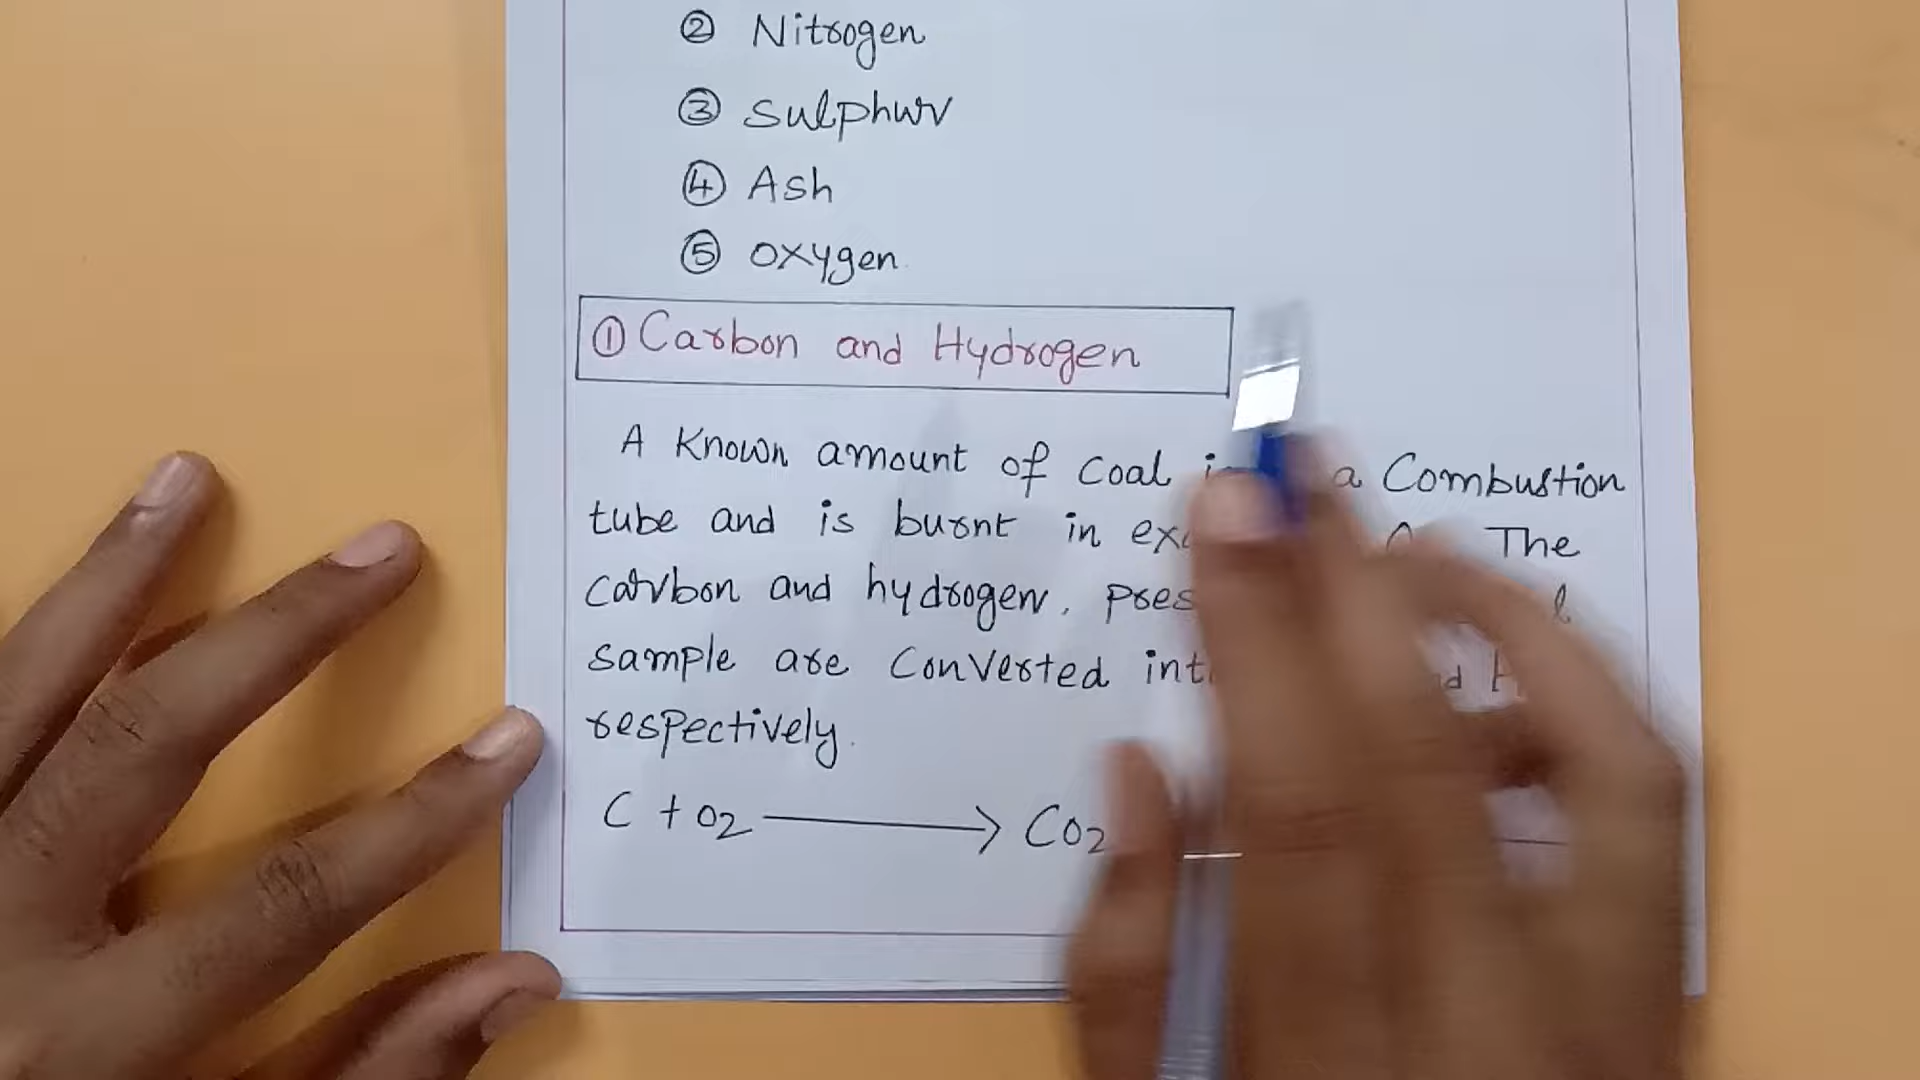 ② Nitrogen
③ Sulphur
④ Ash
⑤ Oxygen
① Carbon and Hydrogen
A Known amount of coal a Combustion
tube and is burnt in The
carbon and hydrogen, 
sample are Converted
respectively.
C + O2 → CO2